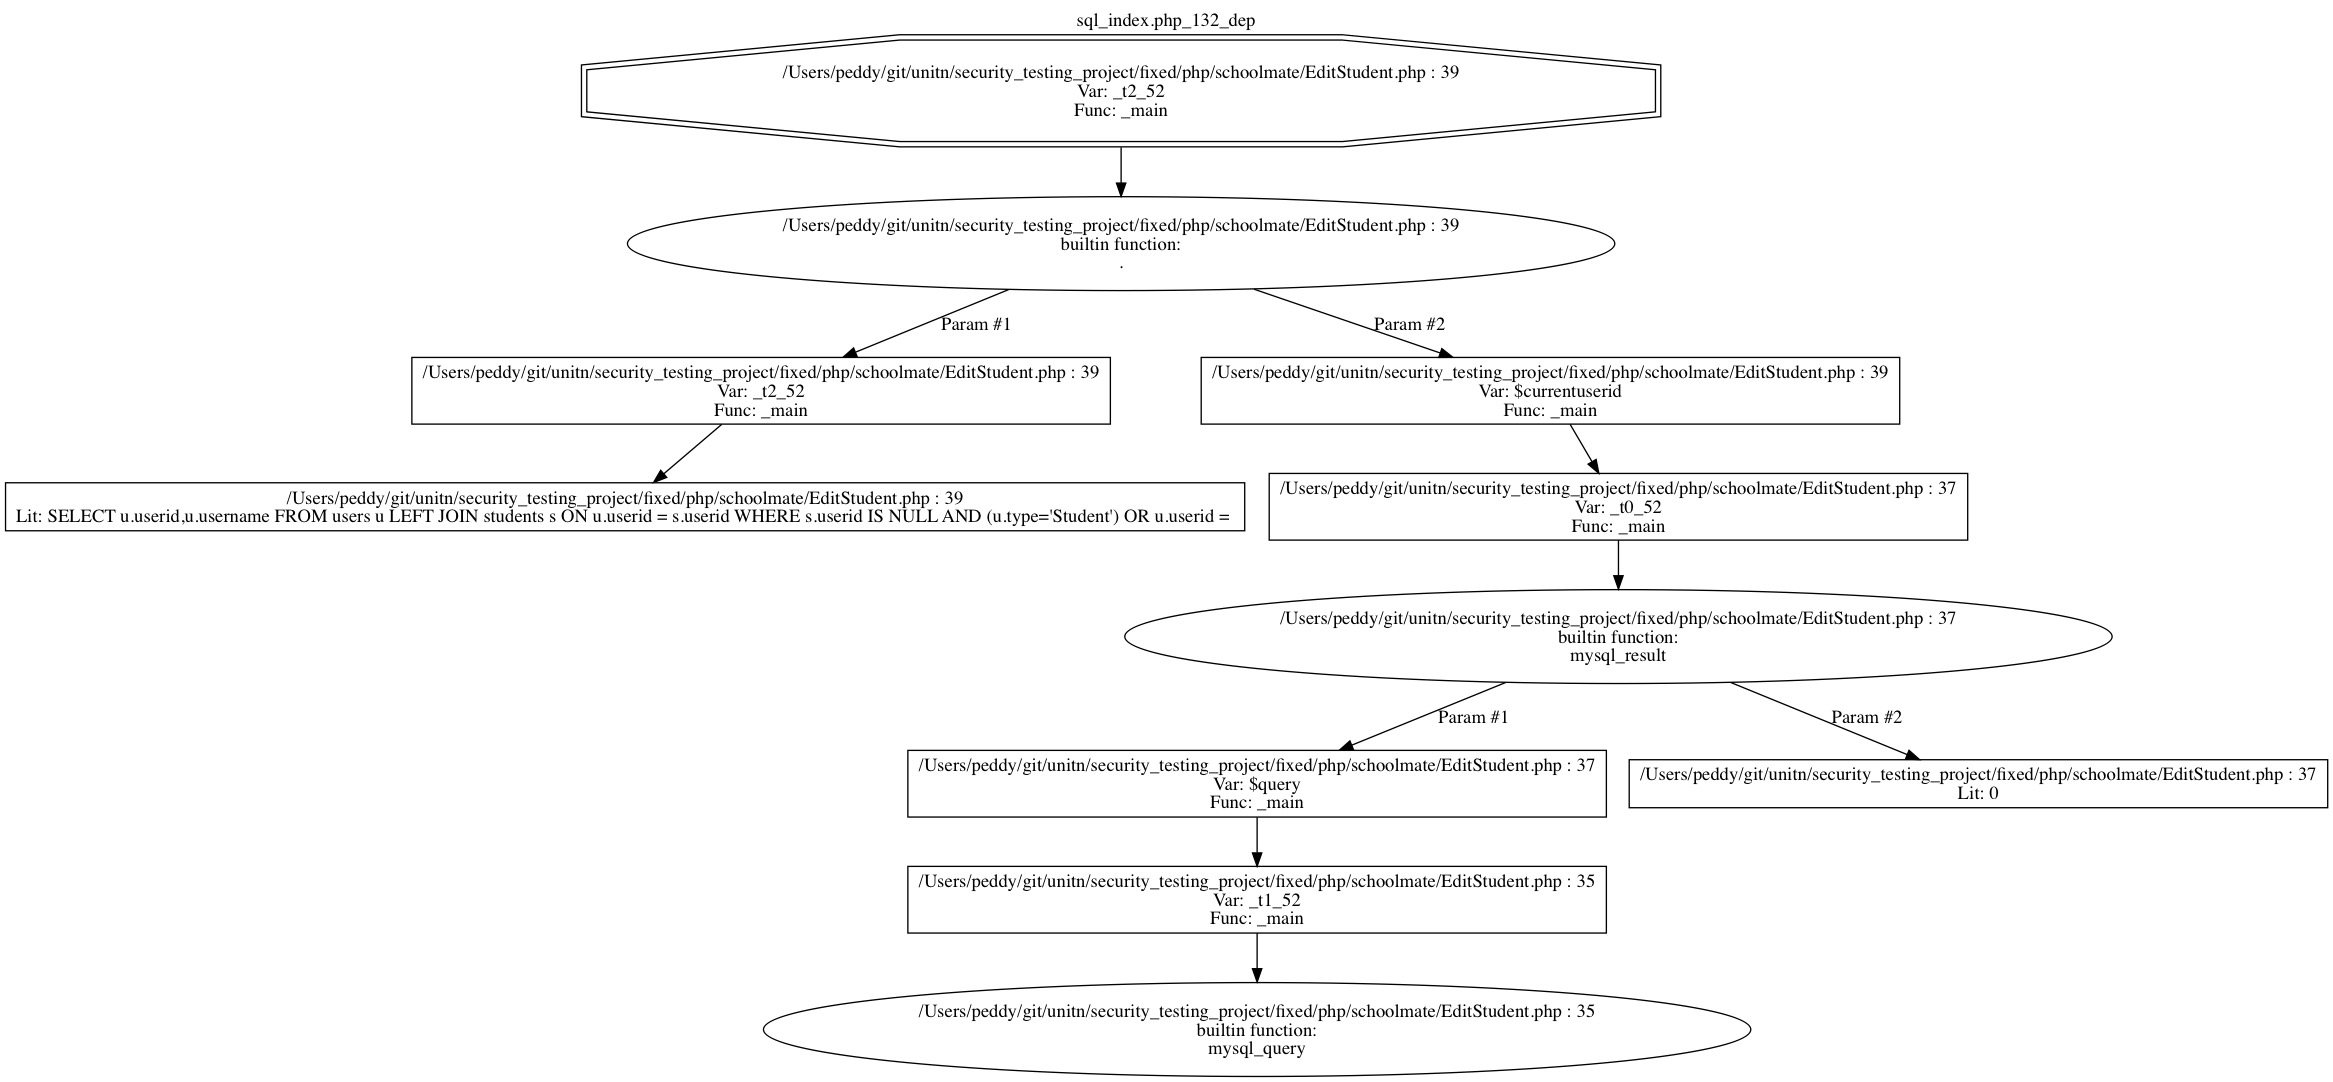 sql_index.php_132_dep
/Users/peddy/git/unitn/security_testing_project/fixed/php/schoolmate/EditStudent.php : 39
Var: _t2_52
Func: _main
/Users/peddy/git/unitn/security_testing_project/fixed/php/schoolmate/EditStudent.php : 39
builtin function:
.
Param #1
Param #2
/Users/peddy/git/unitn/security_testing_project/fixed/php/schoolmate/EditStudent.php : 39
Var: _t2_52
Func: _main
/Users/peddy/git/unitn/security_testing_project/fixed/php/schoolmate/EditStudent.php : 39
Var: $currentuserid
Func: _main
/Users/peddy/git/unitn/security_testing_project/fixed/php/schoolmate/EditStudent.php : 39
Lit: SELECT u.userid,u.username FROM users u LEFT JOIN students s ON u.userid = s.userid WHERE s.userid IS NULL AND (u.type='Student') OR u.userid =
/Users/peddy/git/unitn/security_testing_project/fixed/php/schoolmate/EditStudent.php : 37
Var: _t0_52
Func: _main
/Users/peddy/git/unitn/security_testing_project/fixed/php/schoolmate/EditStudent.php : 37
builtin function:
mysql_result
Param #1
Param #2
/Users/peddy/git/unitn/security_testing_project/fixed/php/schoolmate/EditStudent.php : 37
Var: $query
Func: _main
/Users/peddy/git/unitn/security_testing_project/fixed/php/schoolmate/EditStudent.php : 37
Lit: 0
/Users/peddy/git/unitn/security_testing_project/fixed/php/schoolmate/EditStudent.php : 35
Var: _t1_52
Func: _main
/Users/peddy/git/unitn/security_testing_project/fixed/php/schoolmate/EditStudent.php : 35
builtin function:
mysql_query